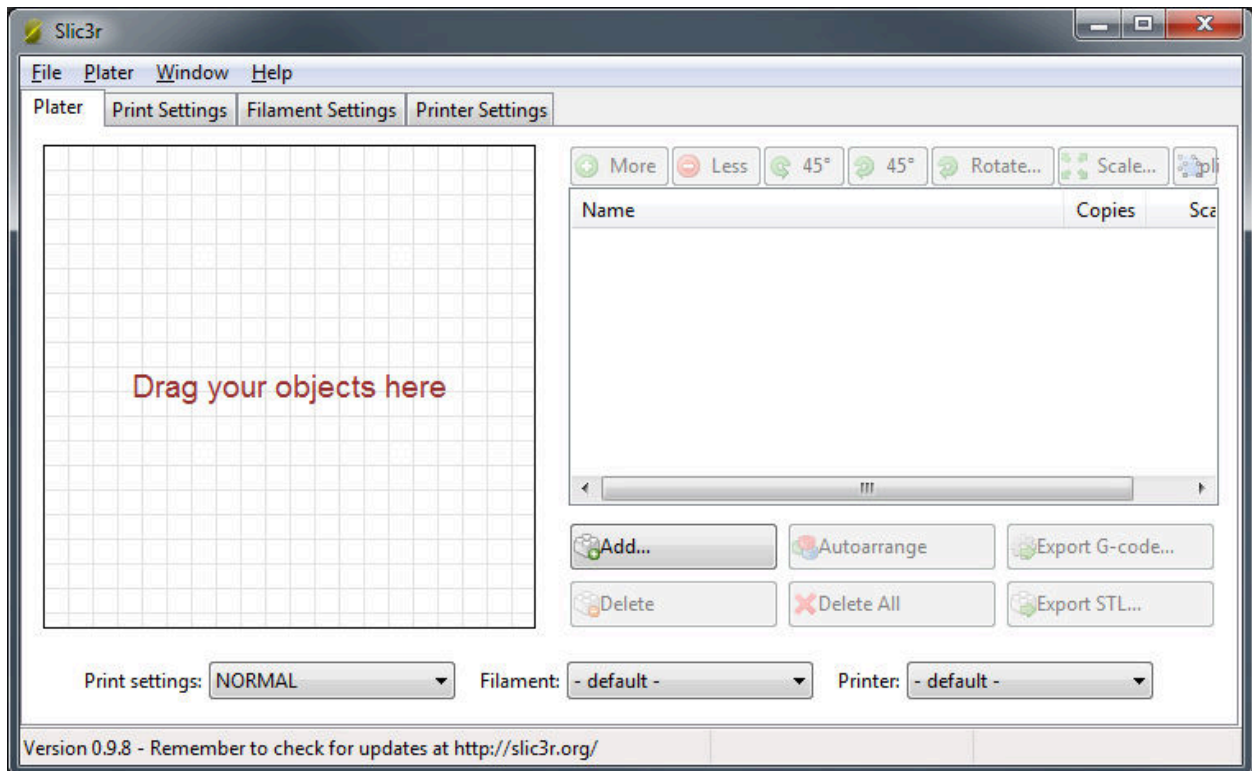 Slic3r
File Plater Window Help
Plater Print Settings Filament Settings Printer Settings
More Less 45° 45° Rotate... Scale...
Name Copies
Drag your objects here
Add... Autoarrange Export G-code...
Delete Delete All Export STL...
Print settings: NORMAL Filament: - default - Printer: - default -
Version 0.9.8 - Remember to check for updates at http://slic3r.org/